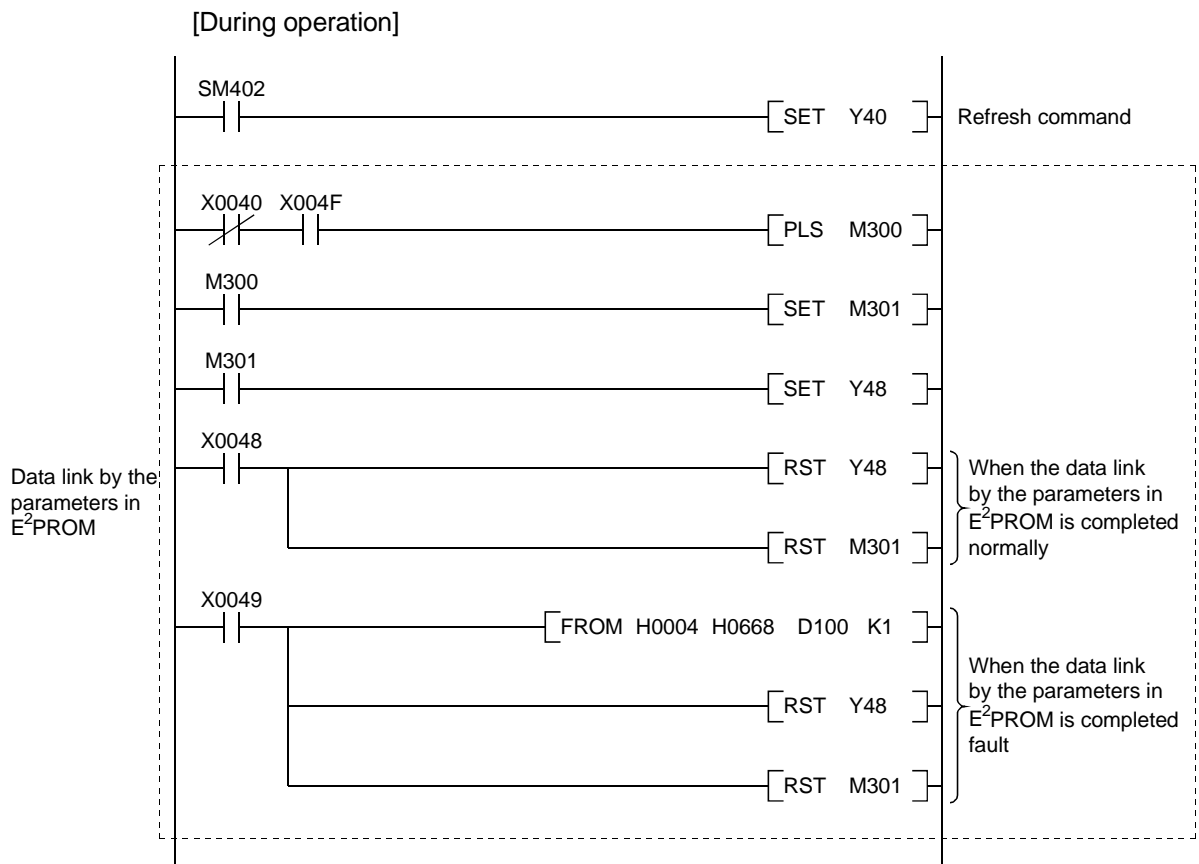 [During operation]
SM402
SET Y40
Refresh command
X0040 X004F
PLS M300
M300
SET M301
M301
SET Y48
X0048
RST Y48
RST M301
When the data link
by the parameters in
E²PROM is completed
normally
Data link by the
parameters in
E²PROM
X0049
FROM H0004 H0668 D100 K1
RST Y48
RST M301
When the data link
by the parameters in
E²PROM is completed
fault